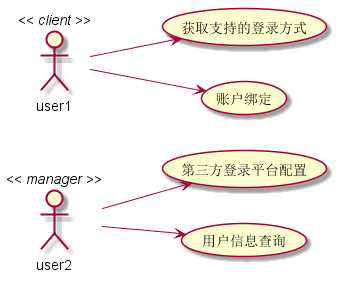 << client >>
获取支持的登录方式
user1
账户绑定
<< manager >>
第三方登录平台配置
user2
用户信息查询